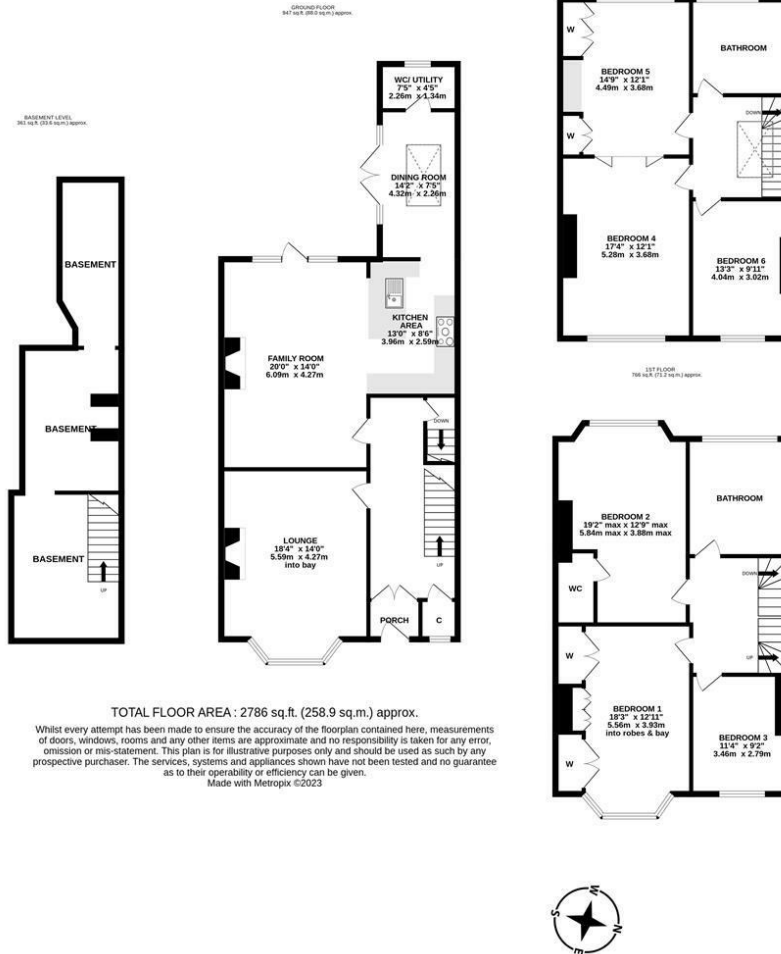 GROUND FLOOR
947 sq.ft. (88.0 sq.m.) approx.
WC/ UTILITY
7'5" x 4'5"
2.26m x 1.34m
DINING ROOM
14'2" x 7'5"
4.32m x 2.26m
KITCHEN
AREA
13'0" x 8'6"
3.96m x 2.59m
FAMILY ROOM
20'0" x 14'0"
6.09m x 4.27m
DOWN
LOUNGE
18'4" x 14'0"
5.59m x 4.27m
into bay
UP
PORCH
C
BASEMENT LEVEL
361 sq.ft. (33.6 sq.m.) approx.
BASEMENT
BASEMENT
BASEMENT
UP
W
BEDROOM 5
14'9" x 12'1"
4.49m x 3.68m
W
BATHROOM
DOWN
BEDROOM 4
17'4" x 12'1"
5.28m x 3.68m
BEDROOM 6
13'3" x 9'11"
4.04m x 3.02m
1ST FLOOR
766 sq.ft. (71.2 sq.m.) approx.
BEDROOM 2
19'2" max x 12'9" max
5.84m max x 3.88m max
BATHROOM
WC
DOWN
UP
W
BEDROOM 1
18'3" x 12'11"
5.56m x 3.93m
into robes & bay
W
BEDROOM 3
11'4" x 9'2"
3.46m x 2.79m
TOTAL FLOOR AREA : 2786 sq.ft. (258.9 sq.m.) approx.
Whilst every attempt has been made to ensure the accuracy of the floorplan contained here, measurements
of doors, windows, rooms and any other items are approximate and no responsibility is taken for any error,
omission or mis-statement. This plan is for illustrative purposes only and should be used as such by any
prospective purchaser. The services, systems and appliances shown have not been tested and no guarantee
as to their operability or efficiency can be given.
Made with Metropix ©2023
W
N
S
E